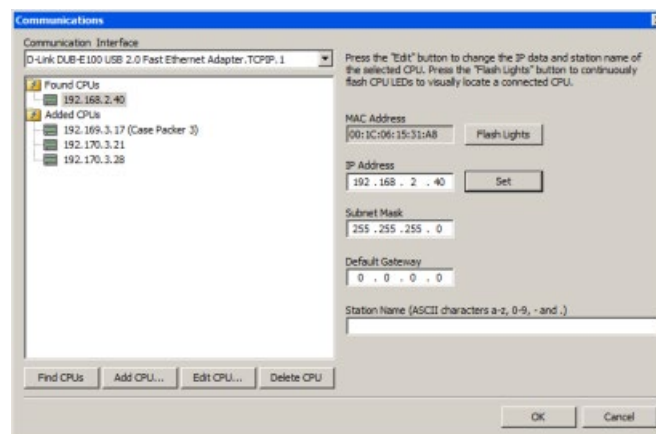 Communications
Communication Interface
D-Link DUB-E100 USB 2.0 Fast Ethernet Adapter.TCPIP.1
Found CPUs
192.168.2.40
Added CPUs
192.169.3.17 (Case Packer 3)
192.170.3.21
192.170.3.28
Find CPUs
Add CPU...
Edit CPU...
Delete CPU
Press the "Edit" button to change the IP data and station name of
the selected CPU. Press the "Flash Lights" button to continuously
flash CPU LEDs to visually locate a connected CPU.
MAC Address
00:1C:06:15:31:A8
Flash Lights
IP Address
192 . 168 . 2 . 40
Set
Subnet Mask
255 . 255 . 255 . 0
Default Gateway
0 . 0 . 0 . 0
Station Name (ASCII characters a-z, 0-9, - and .)
OK
Cancel